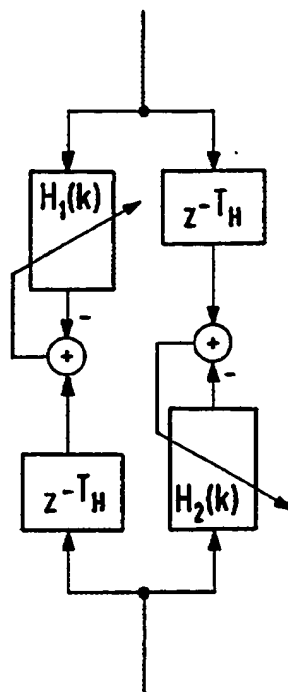 H₁(k)
z⁻ᵀᴴ
-
+
+
-
z⁻ᵀᴴ
H₂(k)